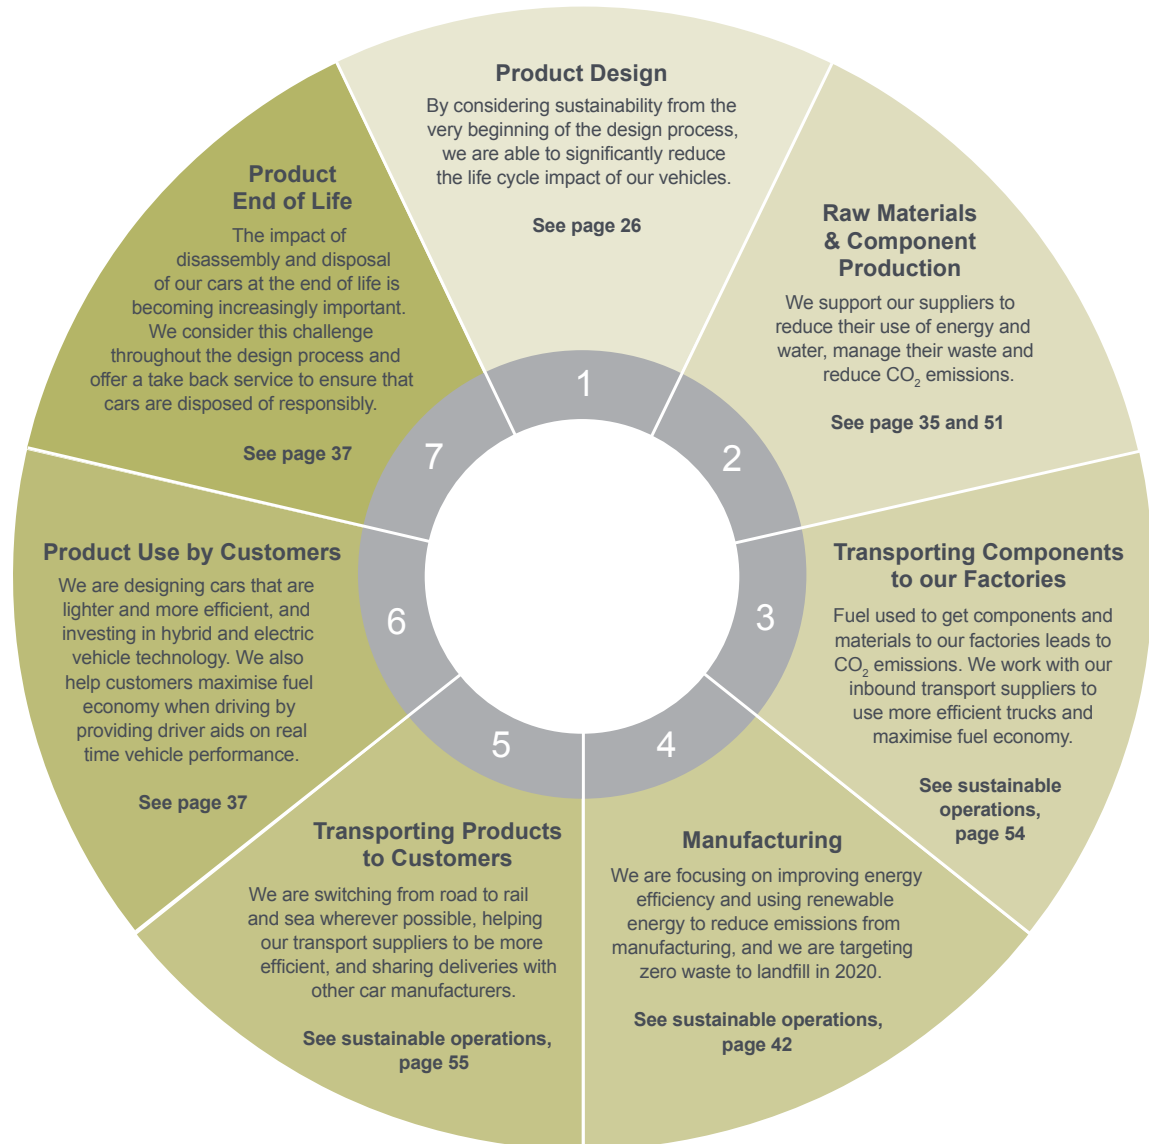 Product Design
By considering sustainability from the
very beginning of the design process,
we are able to significantly reduce
the life cycle impact of our vehicles.
See page 26
1
Raw Materials
& Component
Production
We support our suppliers to
reduce their use of energy and
water, manage their waste and
reduce CO₂ emissions.
See page 35 and 51
2
Transporting Components
to our Factories
Fuel used to get components and
materials to our factories leads to
CO₂ emissions. We work with our
inbound transport suppliers to
use more efficient trucks and
maximise fuel economy.
See sustainable
operations,
page 54
3
Manufacturing
We are focusing on improving energy
efficiency and using renewable
energy to reduce emissions from
manufacturing, and we are targeting
zero waste to landfill in 2020.
See sustainable operations,
page 42
4
Transporting Products
to Customers
We are switching from road to rail
and sea wherever possible, helping
our transport suppliers to be more
efficient, and sharing deliveries with
other car manufacturers.
See sustainable operations,
page 55
5
Product Use by Customers
We are designing cars that are
lighter and more efficient, and
investing in hybrid and electric
vehicle technology. We also
help customers maximise fuel
economy when driving by
providing driver aids on real
time vehicle performance.
See page 37
6
Product
End of Life
The impact of
disassembly and disposal
of our cars at the end of life is
becoming increasingly important.
We consider this challenge
throughout the design process and
offer a take back service to ensure that
cars are disposed of responsibly.
See page 37
7